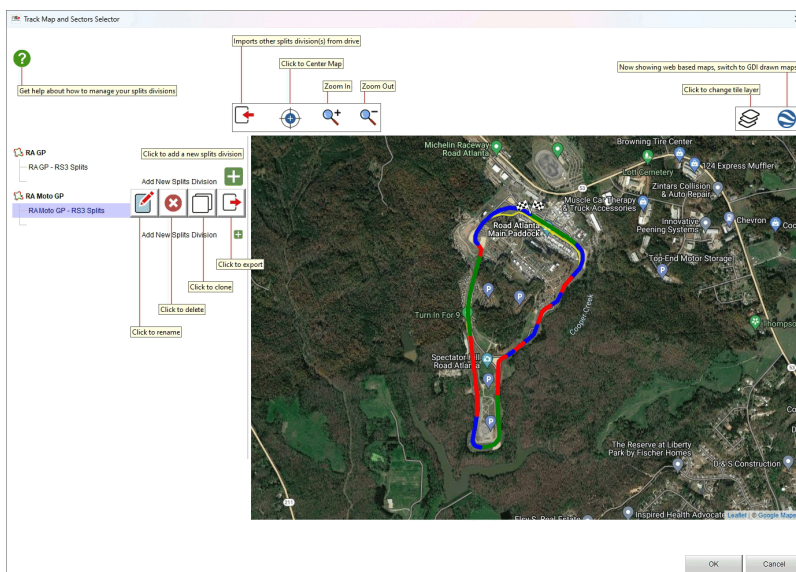 Track Map and Sectors Selector
Imports other splits division(s) from drive
Click to Center Map
Now showing web based maps, switch to GDI drawn maps
Get help about how to manage your splits divisions
Zoom In
Zoom Out
Click to change tile layer
RA GP
Click to add a new splits division
RA GP - RS3 Splits
Add New Splits Division
RA Moto GP
RA Moto GP - RS3 Splits
Add New Splits Division
Click to export
Click to clone
Click to delete
Click to rename
Michelin Raceway
Road Atlanta
Browning Tire Center
Lott Cemetery
124 Express Muffler
Zintars Collision
& Auto Repair
Muscle Car Therapy
& Truck Accessories
Innovative
Peening Systems
Chevron
Coo
Road Atlanta
Main Paddock
Top-End Motor Storage
P
P
Turn In For 9
Cooper Creek
Thompso
53
Spectator Hill
Road Atlanta
P
P
Co
D
The Reserve at Liberty
Park by Fischer Homes
D & S Construction
211
Inspired Health Advocate
Leaflet | © Google Maps
OK
Cancel